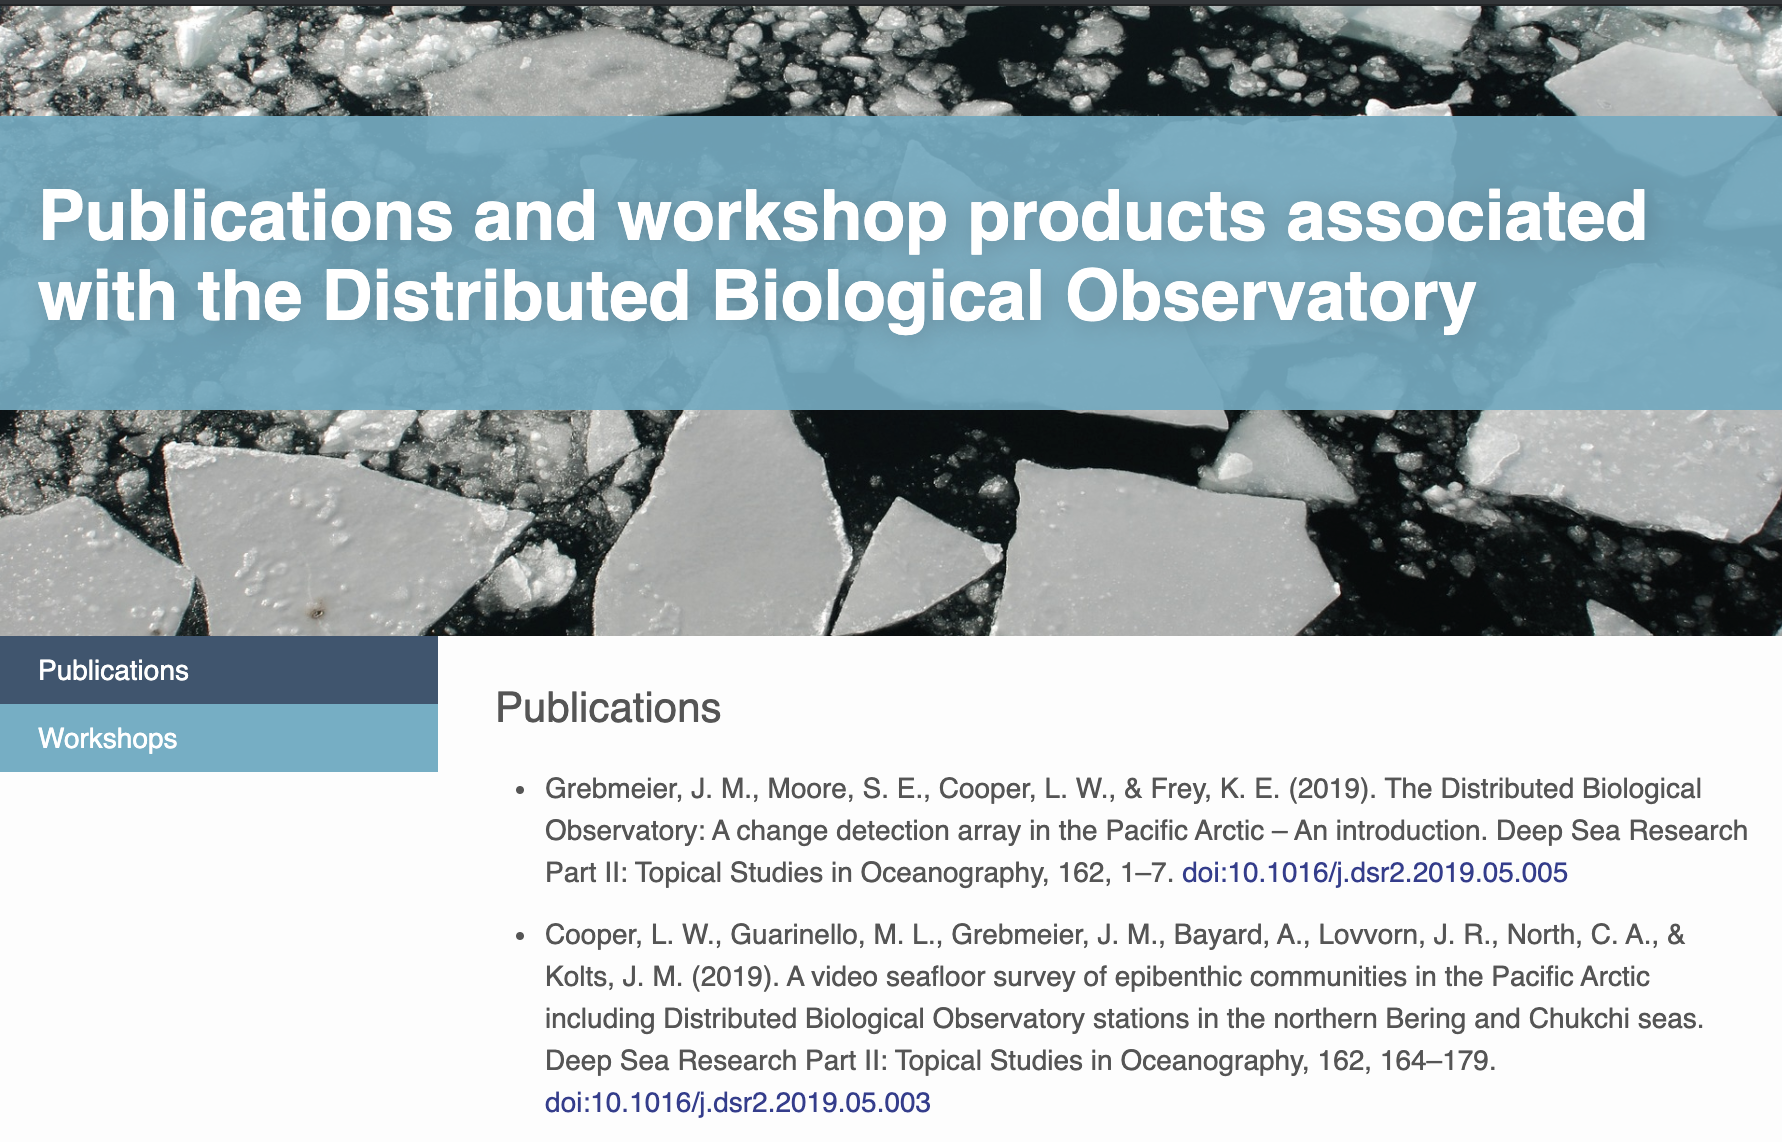 Publications and workshop products associated
with the Distributed Biological Observatory
Publications
Workshops
Publications
• Grebmeier, J. M., Moore, S. E., Cooper, L. W., & Frey, K. E. (2019). The Distributed Biological
Observatory: A change detection array in the Pacific Arctic – An introduction. Deep Sea Research
Part II: Topical Studies in Oceanography, 162, 1–7. doi:10.1016/j.dsr2.2019.05.005
• Cooper, L. W., Guarinello, M. L., Grebmeier, J. M., Bayard, A., Lovvorn, J. R., North, C. A., &
Kolts, J. M. (2019). A video seafloor survey of epibenthic communities in the Pacific Arctic
including Distributed Biological Observatory stations in the northern Bering and Chukchi seas.
Deep Sea Research Part II: Topical Studies in Oceanography, 162, 164–179.
doi:10.1016/j.dsr2.2019.05.003